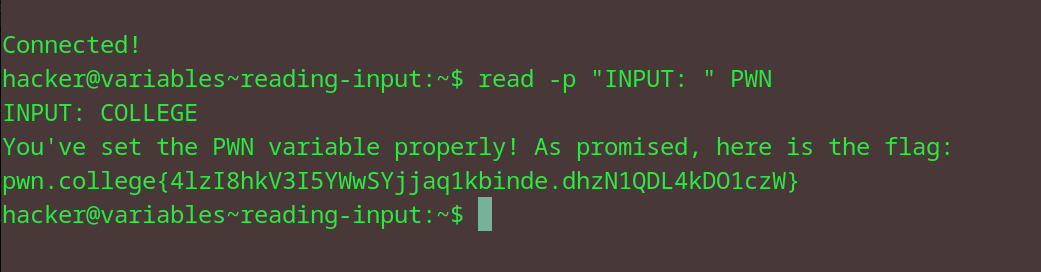 Connected!
hacker@variables~reading-input:~$ read -p "INPUT: " PWN
INPUT: COLLEGE
You've set the PWN variable properly! As promised, here is the flag:
pwn.college{4lzI8hkV3I5YWwSYjjaq1kbinde.dhzN1QDL4kDO1czW}
hacker@variables~reading-input:~$